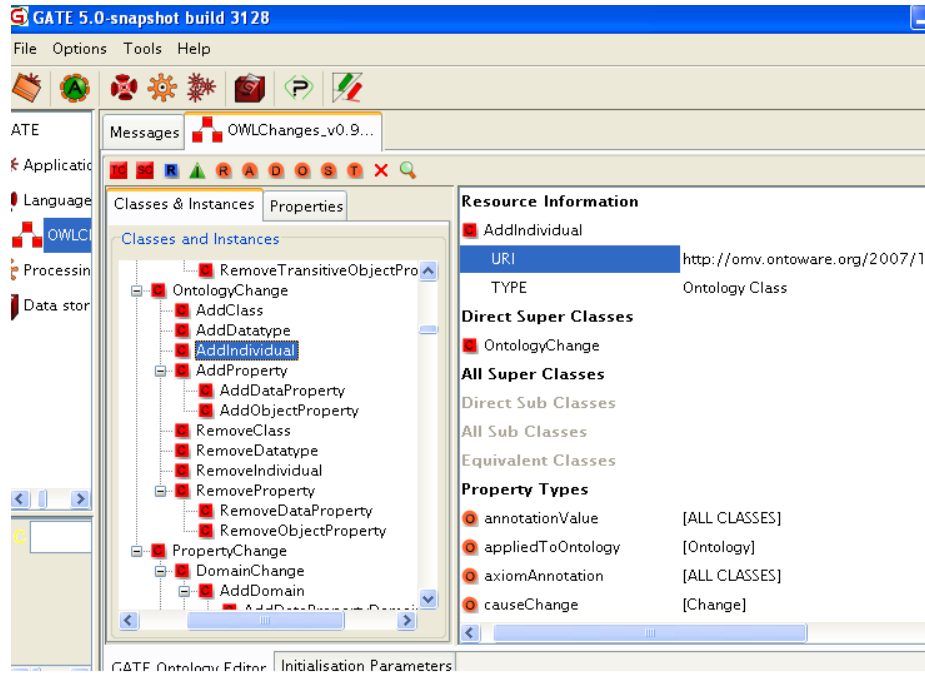 GATE 5.0-snapshot build 3128
File Options Tools Help
ATE
Applicatio
Language
OWLCl
Processin
Data stor
Messages OWLChanges_v0.9...
TC SC R I R A D O S T
Classes & Instances Properties
Classes and Instances
RemoveTransitiveObjectPro
OntologyChange
AddClass
AddDatatype
AddIndividual
AddProperty
AddDataProperty
AddObjectProperty
RemoveClass
RemoveDatatype
RemoveIndividual
RemoveProperty
RemoveDataProperty
RemoveObjectProperty
PropertyChange
DomainChange
AddDomain
AddDataPropertyDomai
Resource Information
AddIndividual
URI http://omv.ontoware.org/2007/1
TYPE Ontology Class
Direct Super Classes
OntologyChange
All Super Classes
Direct Sub Classes
All Sub Classes
Equivalent Classes
Property Types
annotationValue [ALL CLASSES]
appliedToOntology [Ontology]
axiomAnnotation [ALL CLASSES]
causeChange [Change]
C
GATE Ontology Editor Initialisation Parameters